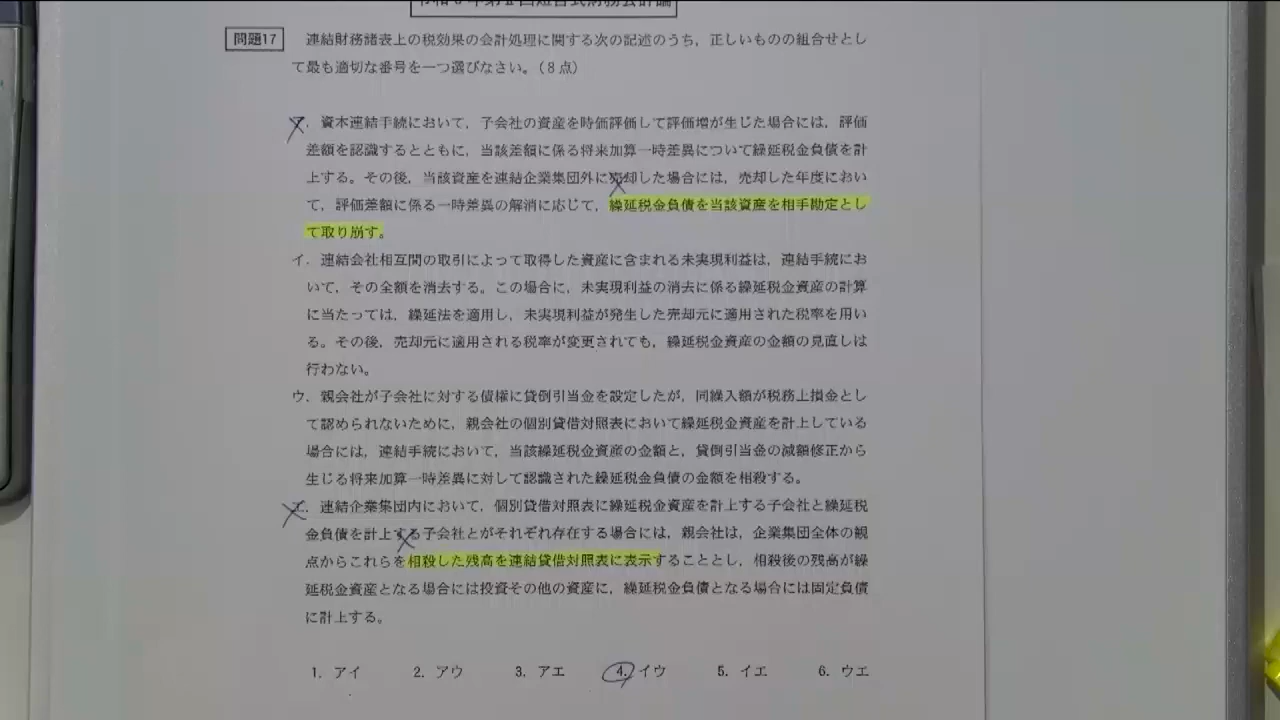 問題17 連結財務諸表上の税効果の会計処理に関する次の記述のうち,正しいものの組合せとし
て最も適切な番号を一つ選びなさい。(8点)
ア. 資本連結手続において,子会社の資産を時価評価して評価増が生じた場合には,評価
差額を認識するとともに,当該差額に係る将来加算一時差異について繰延税金負債を計
上する。その後,当該資産を連結企業集団外に売却した場合には,売却した年度におい
て,評価差額に係る一時差異の解消に応じて,繰延税金負債を当該資産を相手勘定とし
て取り崩す。
イ. 連結会社相互間の取引によって取得した資産に含まれる未実現利益は,連結手続にお
いて,その全額を消去する。この場合に,未実現利益の消去に係る繰延税金資産の計算
に当たっては,繰延法を適用し,未実現利益が発生した売却元に適用された税率を用い
る。その後,売却元に適用される税率が変更されても,繰延税金資産の金額の見直しは
行わない。
ウ. 親会社が子会社に対する債権に貸倒引当金を設定したが,同繰入額が税務上損金とし
て認められないために,親会社の個別貸借対照表において繰延税金資産を計上している
場合には,連結手続において,当該繰延税金資産の金額と,貸倒引当金の減額修正から
生じる将来加算一時差異に対して認識された繰延税金負債の金額を相殺する。
エ. 連結企業集団内において,個別貸借対照表に繰延税金資産を計上する子会社と繰延税
金負債を計上する子会社とがそれぞれ存在する場合には,親会社は,企業集団全体の観
点からこれらを相殺した残高を連結貸借対照表に表示することとし,相殺後の残高が繰
延税金資産となる場合には投資その他の資産に,繰延税金負債となる場合には固定負債
に計上する。
1. アイ 2. アウ 3. アエ 4. イウ 5. イエ 6. ウエ